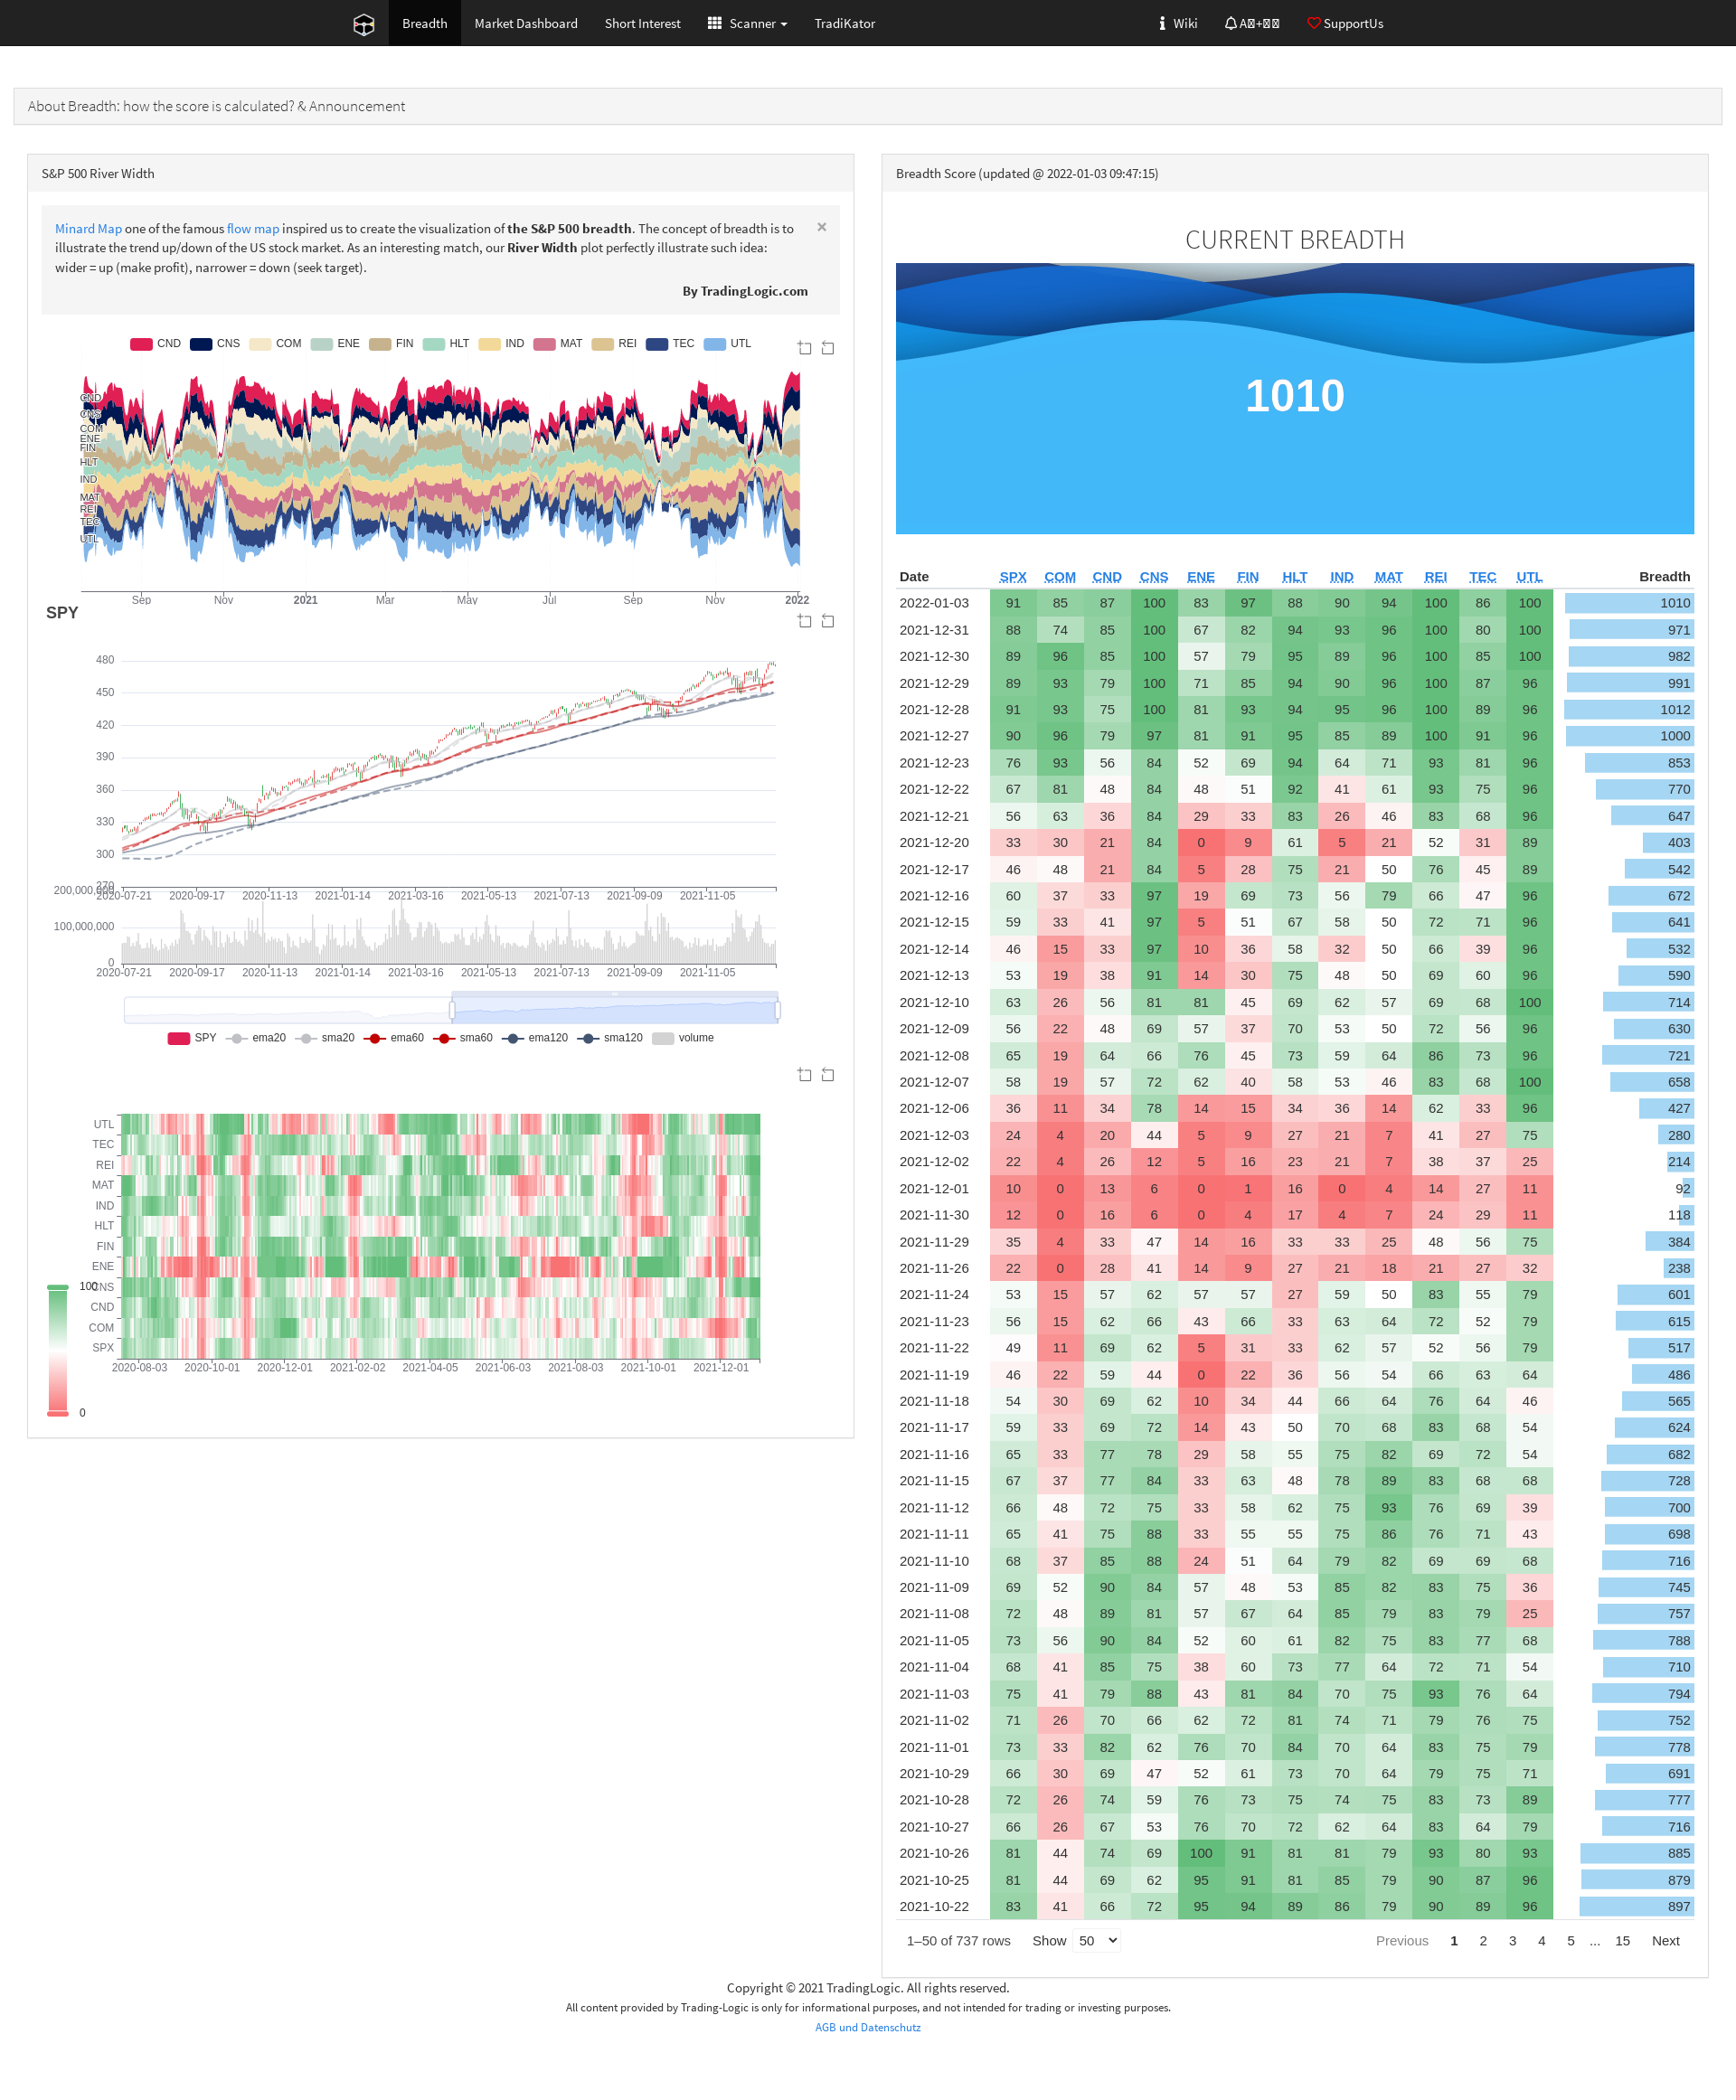 Breadth Market Dashboard Short Interest Scanner TradiKator Wiki SupportUs
About Breadth: how the score is calculated? & Announcement
S&P 500 River Width
Minard Map one of the famous flow map inspired us to create the visualization of the S&P 500 breadth. The concept of breadth is to
illustrate the trend up/down of the US stock market. As an interesting match, our River Width plot perfectly illustrate such idea:
wider = up (make profit), narrower = down (seek target).
×
By TradingLogic.com
CND CNS COM ENE FIN HLT IND MAT REI TEC UTL
CND
CNS
COM
ENE
FIN
HLT
IND
MAT
REI
TEC
UTL
Sep Nov 2021 Mar May Jul Sep Nov 2022
SPY
480
450
420
390
360
330
300
270
2020-07-21 2020-09-17 2020-11-13 2021-01-14 2021-03-16 2021-05-13 2021-07-13 2021-09-09 2021-11-05
200,000,000
100,000,000
0
2020-07-21 2020-09-17 2020-11-13 2021-01-14 2021-03-16 2021-05-13 2021-07-13 2021-09-09 2021-11-05
SPY ema20 sma20 ema60 sma60 ema120 sma120 volume
UTL
TEC
REI
MAT
IND
HLT
FIN
ENE
CNS
CND
COM
SPX
100
0
2020-08-03 2020-10-01 2020-12-01 2021-02-02 2021-04-05 2021-06-03 2021-08-03 2021-10-01 2021-12-01
Breadth Score (updated @ 2022-01-03 09:47:15)
CURRENT BREADTH
1010
Date SPX COM CND CNS ENE FIN HLT IND MAT REI TEC UTL Breadth
2022-01-03 91 85 87 100 83 97 88 90 94 100 86 100 1010
2021-12-31 88 74 85 100 67 82 94 93 96 100 80 100 971
2021-12-30 89 96 85 100 57 79 95 89 96 100 85 100 982
2021-12-29 89 93 79 100 71 85 94 90 96 100 87 96 991
2021-12-28 91 93 75 100 81 93 94 95 96 100 89 96 1012
2021-12-27 90 96 79 97 81 91 95 85 89 100 91 96 1000
2021-12-23 76 93 56 84 52 69 94 64 71 93 81 96 853
2021-12-22 67 81 48 84 48 51 92 41 61 93 75 96 770
2021-12-21 56 63 36 84 29 33 83 26 46 83 68 96 647
2021-12-20 33 30 21 84 0 9 61 5 21 52 31 89 403
2021-12-17 46 48 21 84 5 28 75 21 50 76 45 89 542
2021-12-16 60 37 33 97 19 69 73 56 79 66 47 96 672
2021-12-15 59 33 41 97 5 51 67 58 50 72 71 96 641
2021-12-14 46 15 33 97 10 36 58 32 50 66 39 96 532
2021-12-13 53 19 38 91 14 30 75 48 50 69 60 96 590
2021-12-10 63 26 56 81 81 45 69 62 57 69 68 100 714
2021-12-09 56 22 48 69 57 37 70 53 50 72 56 96 630
2021-12-08 65 19 64 66 76 45 73 59 64 86 73 96 721
2021-12-07 58 19 57 72 62 40 58 53 46 83 68 100 658
2021-12-06 36 11 34 78 14 15 34 36 14 62 33 96 427
2021-12-03 24 4 20 44 5 9 27 21 7 41 27 75 280
2021-12-02 22 4 26 12 5 16 23 21 7 38 37 25 214
2021-12-01 10 0 13 6 0 1 16 0 4 14 27 11 92
2021-11-30 12 0 16 6 0 4 17 4 7 24 29 11 118
2021-11-29 35 4 33 47 14 16 33 33 25 48 56 75 384
2021-11-26 22 0 28 41 14 9 27 21 18 21 27 32 238
2021-11-24 53 15 57 62 57 57 27 59 50 83 55 79 601
2021-11-23 56 15 62 66 43 66 33 63 64 72 52 79 615
2021-11-22 49 11 69 62 5 31 33 62 57 52 56 79 517
2021-11-19 46 22 59 44 0 22 36 56 54 66 63 64 486
2021-11-18 54 30 69 62 10 34 44 66 64 76 64 46 565
2021-11-17 59 33 69 72 14 43 50 70 68 83 68 54 624
2021-11-16 65 33 77 78 29 58 55 75 82 69 72 54 682
2021-11-15 67 37 77 84 33 63 48 78 89 83 68 68 728
2021-11-12 66 48 72 75 33 58 62 75 93 76 69 39 700
2021-11-11 65 41 75 88 33 55 55 75 86 76 71 43 698
2021-11-10 68 37 85 88 24 51 64 79 82 69 69 68 716
2021-11-09 69 52 90 84 57 48 53 85 82 83 75 36 745
2021-11-08 72 48 89 81 57 67 64 85 79 83 79 25 757
2021-11-05 73 56 90 84 52 60 61 82 75 83 77 68 788
2021-11-04 68 41 85 75 38 60 73 77 64 72 71 54 710
2021-11-03 75 41 79 88 43 81 84 70 75 93 76 64 794
2021-11-02 71 26 70 66 62 72 81 74 71 79 76 75 752
2021-11-01 73 33 82 62 76 70 84 70 64 83 75 79 778
2021-10-29 66 30 69 47 52 61 73 70 64 79 75 71 691
2021-10-28 72 26 74 59 76 73 75 74 75 83 73 89 777
2021-10-27 66 26 67 53 76 70 72 62 64 83 64 79 716
2021-10-26 81 44 74 69 100 91 81 81 79 93 80 93 885
2021-10-25 81 44 69 62 95 91 81 85 79 90 87 96 879
2021-10-22 83 41 66 72 95 94 89 86 79 90 89 96 897
1–50 of 737 rows Show 50 Previous 1 2 3 4 5 ... 15 Next
Copyright © 2021 TradingLogic. All rights reserved.
All content provided by Trading-Logic is only for informational purposes, and not intended for trading or investing purposes.
AGB und Datenschutz